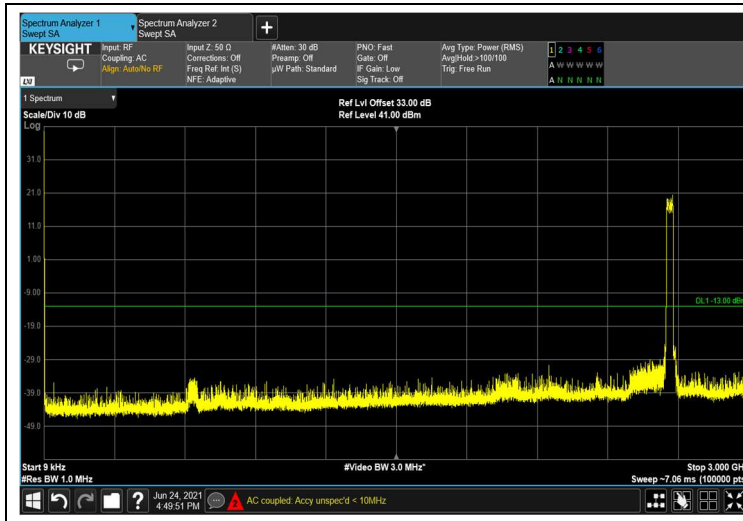 Spectrum Analyzer 1
Swept SA
Spectrum Analyzer 2
Swept SA
+
KEYSIGHT
LXI
Input: RF
Coupling: AC
Align: Auto/No RF
Input Z: 50 Ω
Corrections: Off
Freq Ref: Int (S)
NFE: Adaptive
#Atten: 30 dB
Preamp: Off
µW Path: Standard
PNO: Fast
Gate: Off
IF Gain: Low
Sig Track: Off
Avg Type: Power (RMS)
Avg|Hold:>100/100
Trig: Free Run
1 2 3 4 5 6
A W W W W W
A N N N N N
1 Spectrum
Scale/Div 10 dB
Ref Lvl Offset 33.00 dB
Ref Level 41.00 dBm
Log
31.0
21.0
11.0
1.00
-9.00
DL1 -13.00 dBm
-19.0
-29.0
-39.0
-49.0
Start 9 kHz
#Video BW 3.0 MHz*
Stop 3.000 GH
#Res BW 1.0 MHz
Sweep ~7.06 ms (100000 pts
?
Jun 24, 2021
4:49:51 PM
2
AC coupled: Accy unspec'd < 10MHz